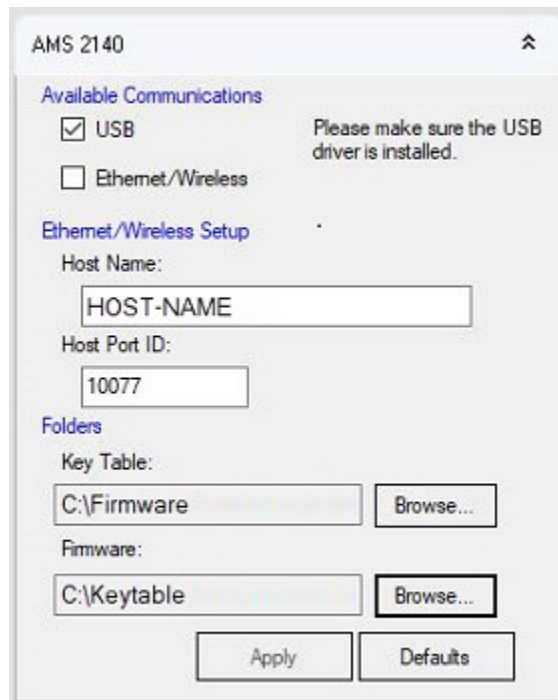 AMS 2140
Available Communications
USB
Please make sure the USB
driver is installed.
Ethernet/Wireless
Ethernet/Wireless Setup
Host Name:
HOST-NAME
Host Port ID:
10077
Folders
Key Table:
C:\Firmware
Browse...
Firmware:
C:\Keytable
Browse...
Apply
Defaults